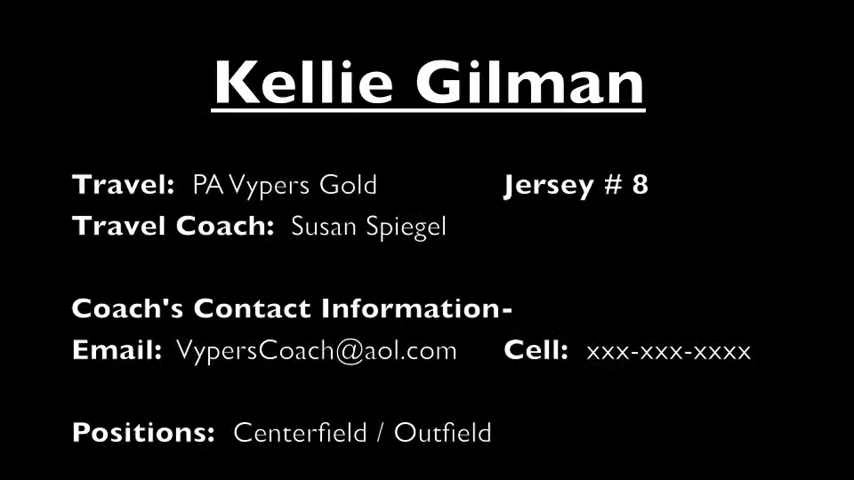 Kellie Gilman
Travel: PA Vypers Gold Jersey # 8
Travel Coach: Susan Spiegel
Coach's Contact Information-
Email: VypersCoach@aol.com Cell: xxx-xxx-xxxx
Positions: Centerfield / Outfield